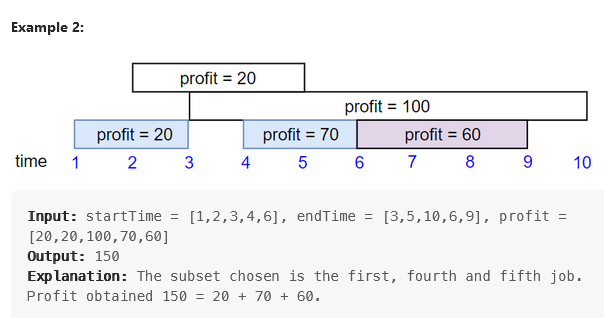 Example 2:
profit = 20
profit = 100
profit = 20 profit = 70 profit = 60
time 1 2 3 4 5 6 7 8 9 10
Input: startTime = [1,2,3,4,6], endTime = [3,5,10,6,9], profit =
[20,20,100,70,60]
Output: 150
Explanation: The subset chosen is the first, fourth and fifth job.
Profit obtained 150 = 20 + 70 + 60.